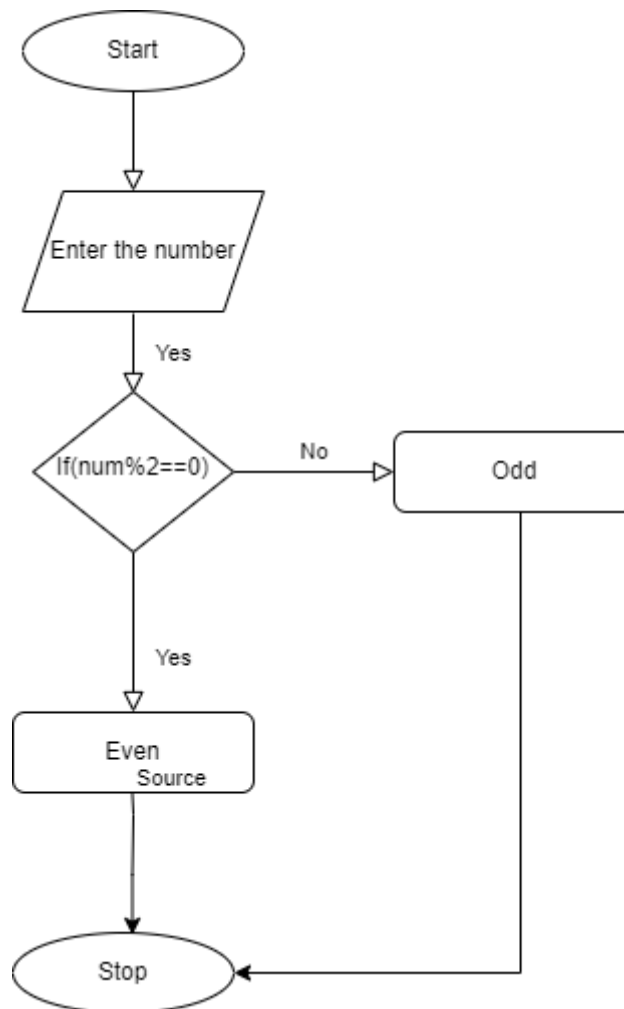 Start
Enter the number
Yes
If(num%2==0)
No
Odd
Yes
Even
Source
Stop